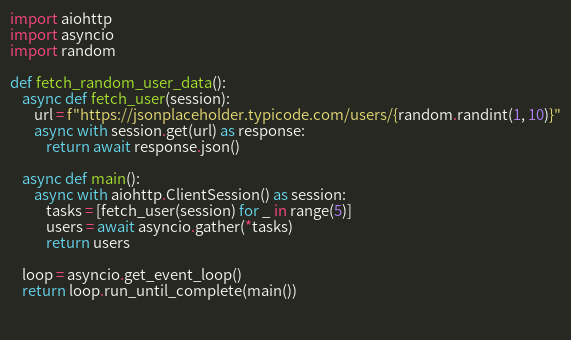 import aiohttp
import asyncio
import random

def fetch_random_user_data():
    async def fetch_user(session):
        url = f"https://jsonplaceholder.typicode.com/users/{random.randint(1, 10)}"
        async with session.get(url) as response:
            return await response.json()

    async def main():
        async with aiohttp.ClientSession() as session:
            tasks = [fetch_user(session) for _ in range(5)]
            users = await asyncio.gather(*tasks)
            return users

    loop = asyncio.get_event_loop()
    return loop.run_until_complete(main())